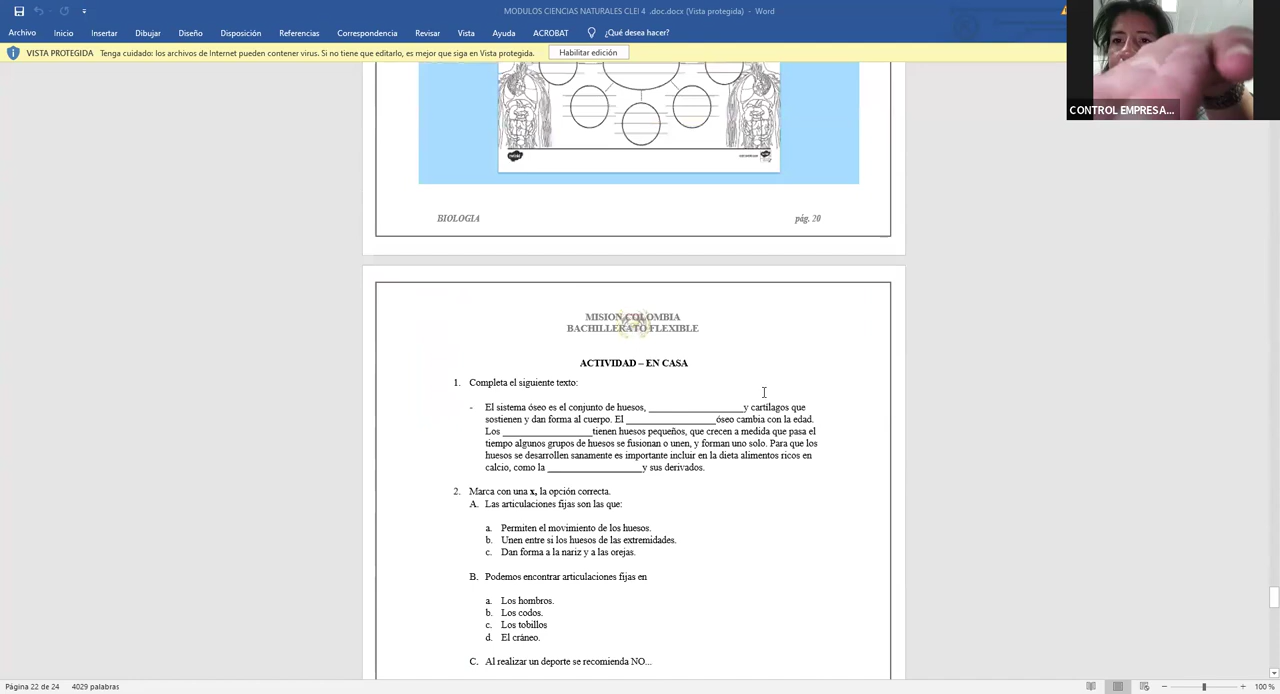 MODULOS CIENCIAS NATURALES CLEI 4 .doc.docx (Vista protegida) - Word
Archivo Inicio Insertar Dibujar Diseño Disposición Referencias Correspondencia Revisar Vista Ayuda ACROBAT ¿Qué desea hacer?
VISTA PROTEGIDA Tenga cuidado: los archivos de Internet pueden contener virus. Si no tiene que editarlo, es mejor que siga en Vista protegida. Habilitar edición
CONTROL EMPRESA...
BIOLOGIA pág. 20
MISION COLOMBIA
BACHILLERATO FLEXIBLE
ACTIVIDAD – EN CASA
1. Completa el siguiente texto:
- El sistema óseo es el conjunto de huesos, ___________________y cartílagos que
sostienen y dan forma al cuerpo. El __________________óseo cambia con la edad.
Los __________________tienen huesos pequeños, que crecen a medida que pasa el
tiempo algunos grupos de huesos se fusionan o unen, y forman uno solo. Para que los
huesos se desarrollen sanamente es importante incluir en la dieta alimentos ricos en
calcio, como la ___________________y sus derivados.
2. Marca con una x, la opción correcta.
A. Las articulaciones fijas son las que:
a. Permiten el movimiento de los huesos.
b. Unen entre si los huesos de las extremidades.
c. Dan forma a la nariz y a las orejas.
B. Podemos encontrar articulaciones fijas en
a. Los hombros.
b. Los codos.
c. Los tobillos
d. El cráneo.
C. Al realizar un deporte se recomienda NO...
Página 22 de 24 4029 palabras 100 %